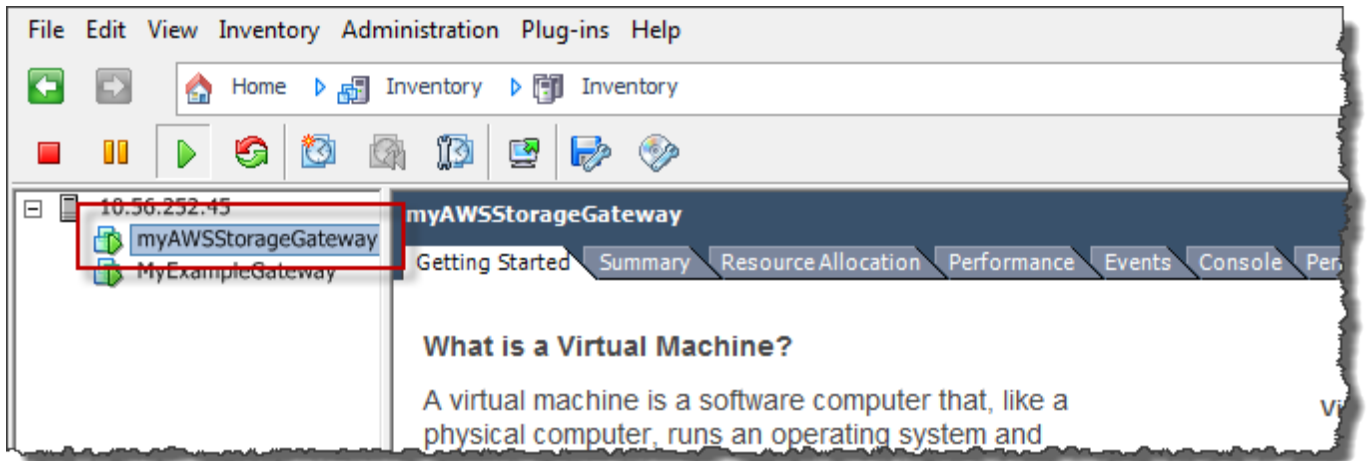 File Edit View Inventory Administration Plug-ins Help
Home Inventory Inventory
10.56.252.45
myAWSStorageGateway
MyExampleGateway
myAWSStorageGateway
Getting Started Summary Resource Allocation Performance Events Console
What is a Virtual Machine?
A virtual machine is a software computer that, like a
physical computer, runs an operating system and